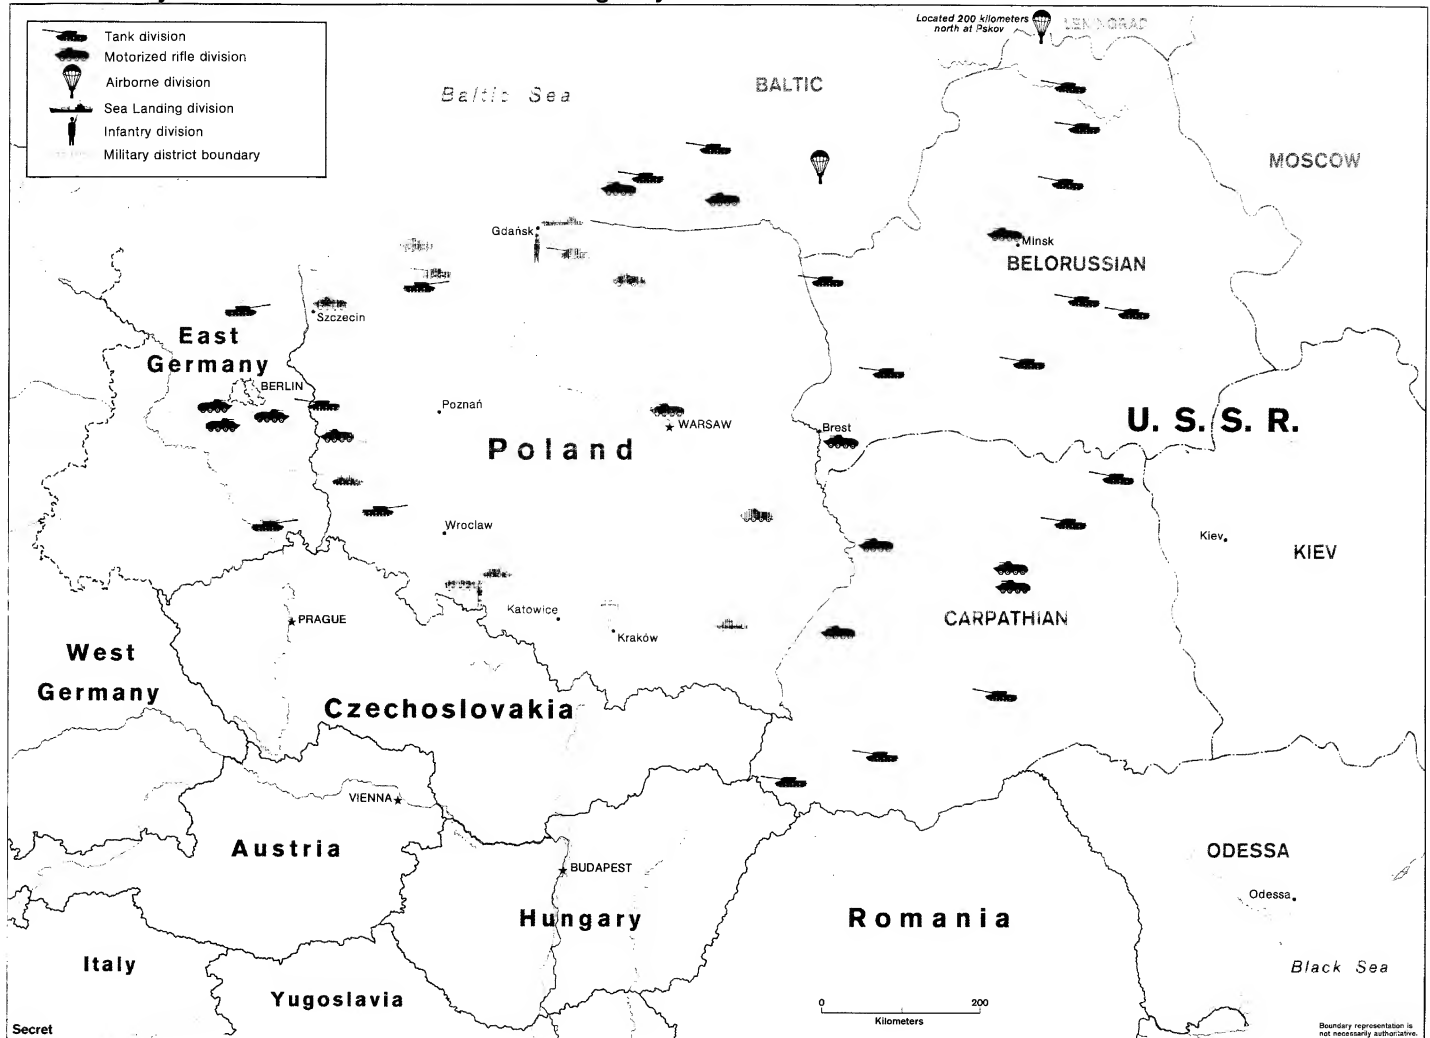 Tank division
Motorized rifle division
Airborne division
Sea Landing division
Infantry division
Military district boundary
Located 200 kilometers
north at Pskov
LENINGRAD
Baltic Sea
BALTIC
MOSCOW
Gdańsk
Minsk
BELORUSSIAN
Szczecin
East
Germany
BERLIN
Poznań
WARSAW
Brest
U. S. S. R.
Poland
Wroclaw
Kiev
KIEV
Katowice
Kraków
CARPATHIAN
PRAGUE
West
Germany
Czechoslovakia
VIENNA
Austria
BUDAPEST
ODESSA
Odessa
Hungary
Romania
Italy
Yugoslavia
Black Sea
0 200
Kilometers
Secret
Boundary representation is
not necessarily authoritative.